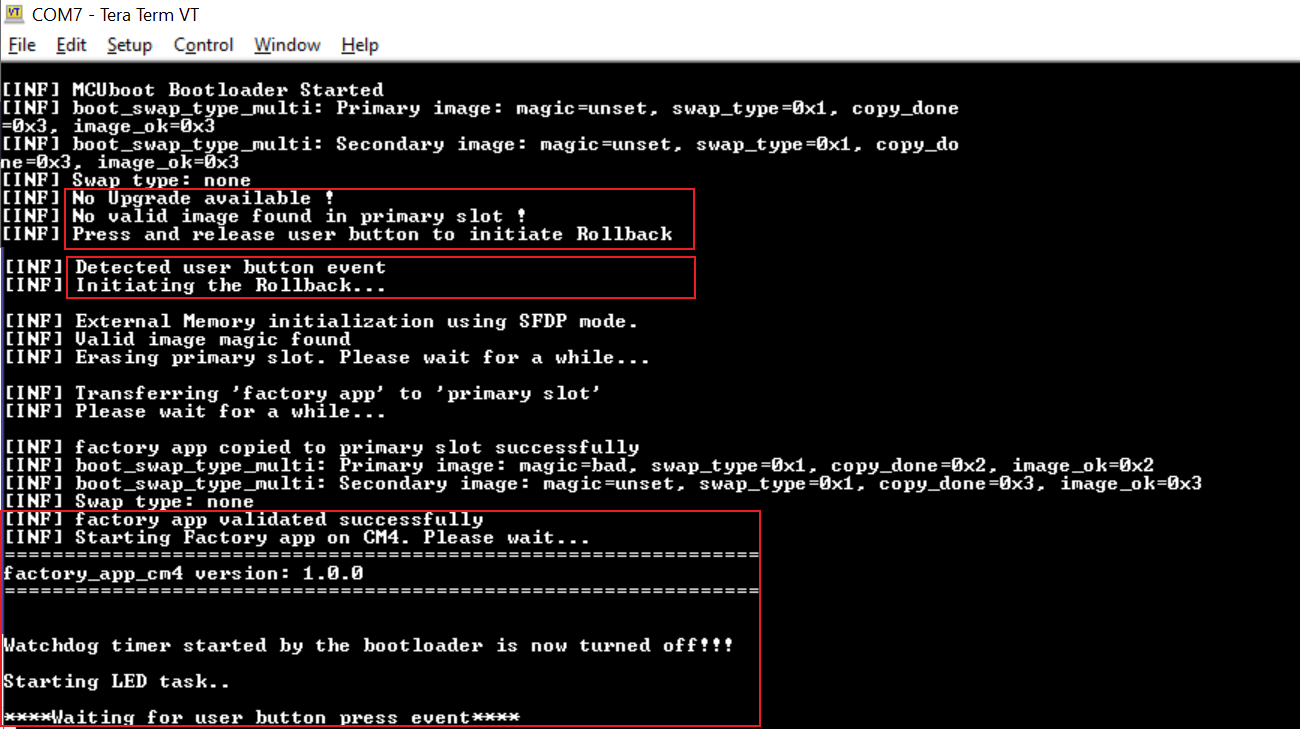 VT COM7 - Tera Term VT
File Edit Setup Control Window Help
[INF] MCUboot Bootloader Started
[INF] boot_swap_type_multi: Primary image: magic=unset, swap_type=0x1, copy_done
=0x3, image_ok=0x3
[INF] boot_swap_type_multi: Secondary image: magic=unset, swap_type=0x1, copy_do
ne=0x3, image_ok=0x3
[INF] Swap type: none
[INF] No Upgrade available !
[INF] No valid image found in primary slot !
[INF] Press and release user button to initiate Rollback
[INF] Detected user button event
[INF] Initiating the Rollback...
[INF] External Memory initialization using SFDP mode.
[INF] Valid image magic found
[INF] Erasing primary slot. Please wait for a while...
[INF] Transferring 'factory app' to 'primary slot'
[INF] Please wait for a while...
[INF] factory app copied to primary slot successfully
[INF] boot_swap_type_multi: Primary image: magic=bad, swap_type=0x1, copy_done=0x2, image_ok=0x2
[INF] boot_swap_type_multi: Secondary image: magic=unset, swap_type=0x1, copy_done=0x3, image_ok=0x3
[INF] Swap type: none
[INF] factory app validated successfully
[INF] Starting Factory app on CM4. Please wait...
===============================================================
factory_app_cm4 version: 1.0.0
===============================================================
Watchdog timer started by the bootloader is now turned off!!!
Starting LED task..
****Waiting for user button press event****